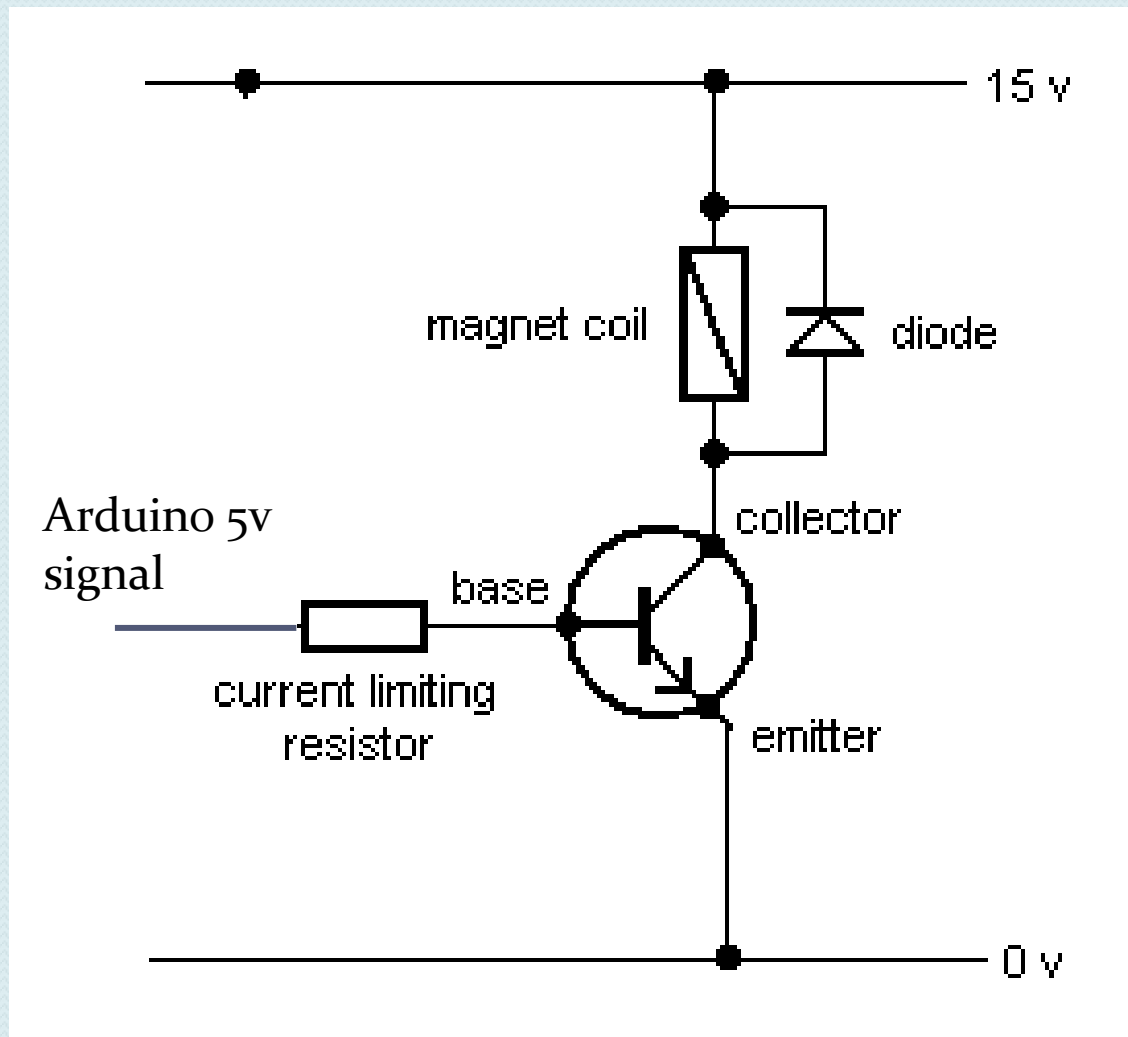 15 v
magnet coil
diode
Arduino 5v
signal
collector
base
current limiting
resistor
emitter
0 v